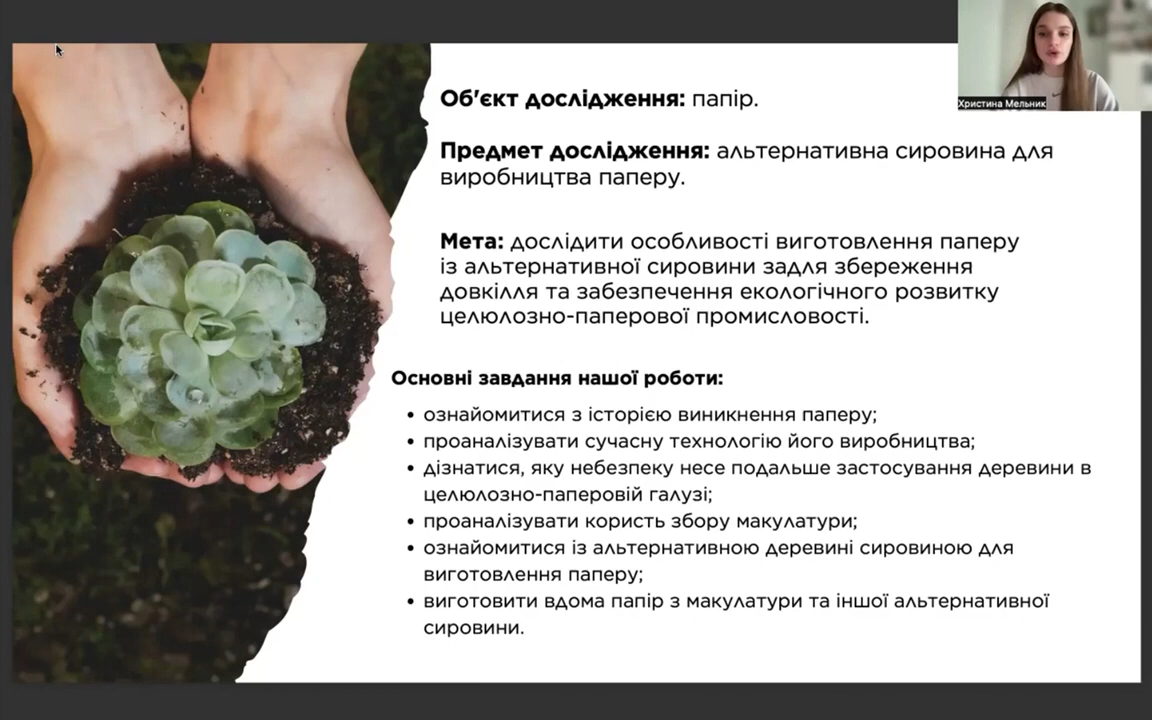 Христина Мельник
Об'єкт дослідження: папір.
Предмет дослідження: альтернативна сировина для
виробництва паперу.
Мета: дослідити особливості виготовлення паперу
із альтернативної сировини задля збереження
довкілля та забезпечення екологічного розвитку
целюлозно-паперової промисловості.
Основні завдання нашої роботи:
• ознайомитися з історією виникнення паперу;
• проаналізувати сучасну технологію його виробництва;
• дізнатися, яку небезпеку несе подальше застосування деревини в
целюлозно-паперовій галузі;
• проаналізувати користь збору макулатури;
• ознайомитися із альтернативною деревині сировиною для
виготовлення паперу;
• виготовити вдома папір з макулатури та іншої альтернативної
сировини.